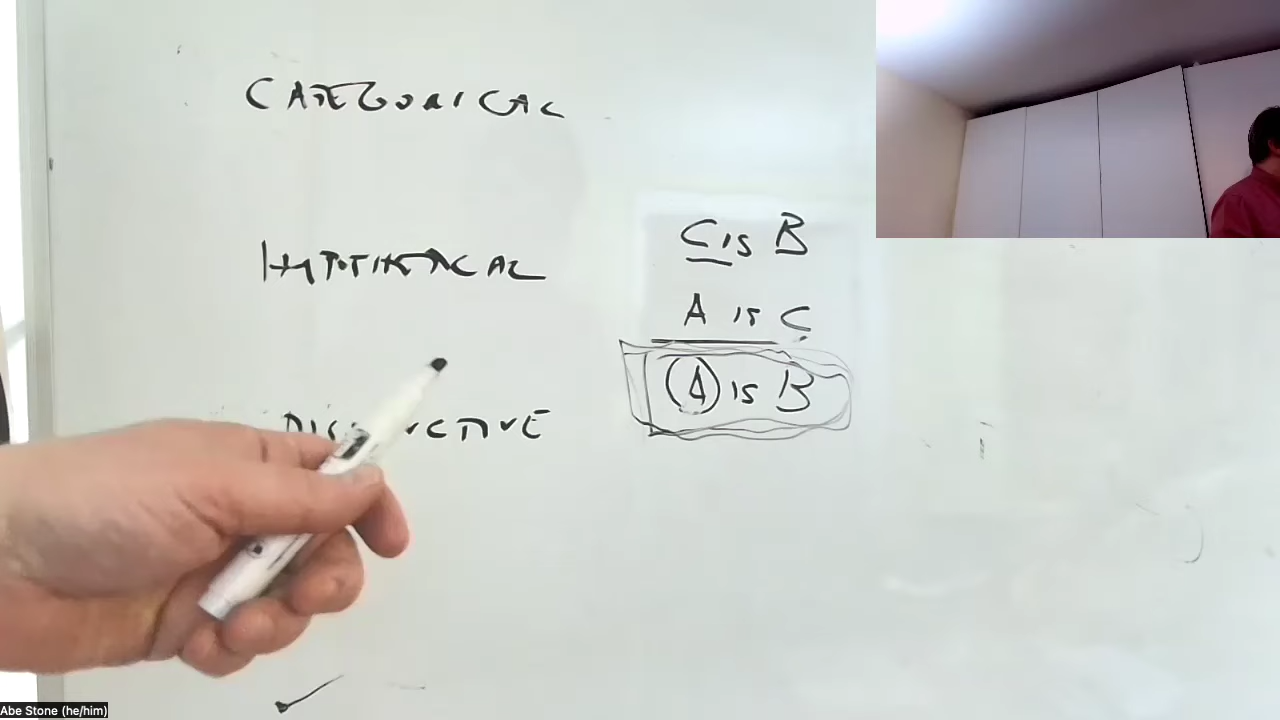 CATEGORICAL
HYPOTHETICAL
DISJUNCTIVE
C is B
A is C
A is B
Abe Stone (he/him)